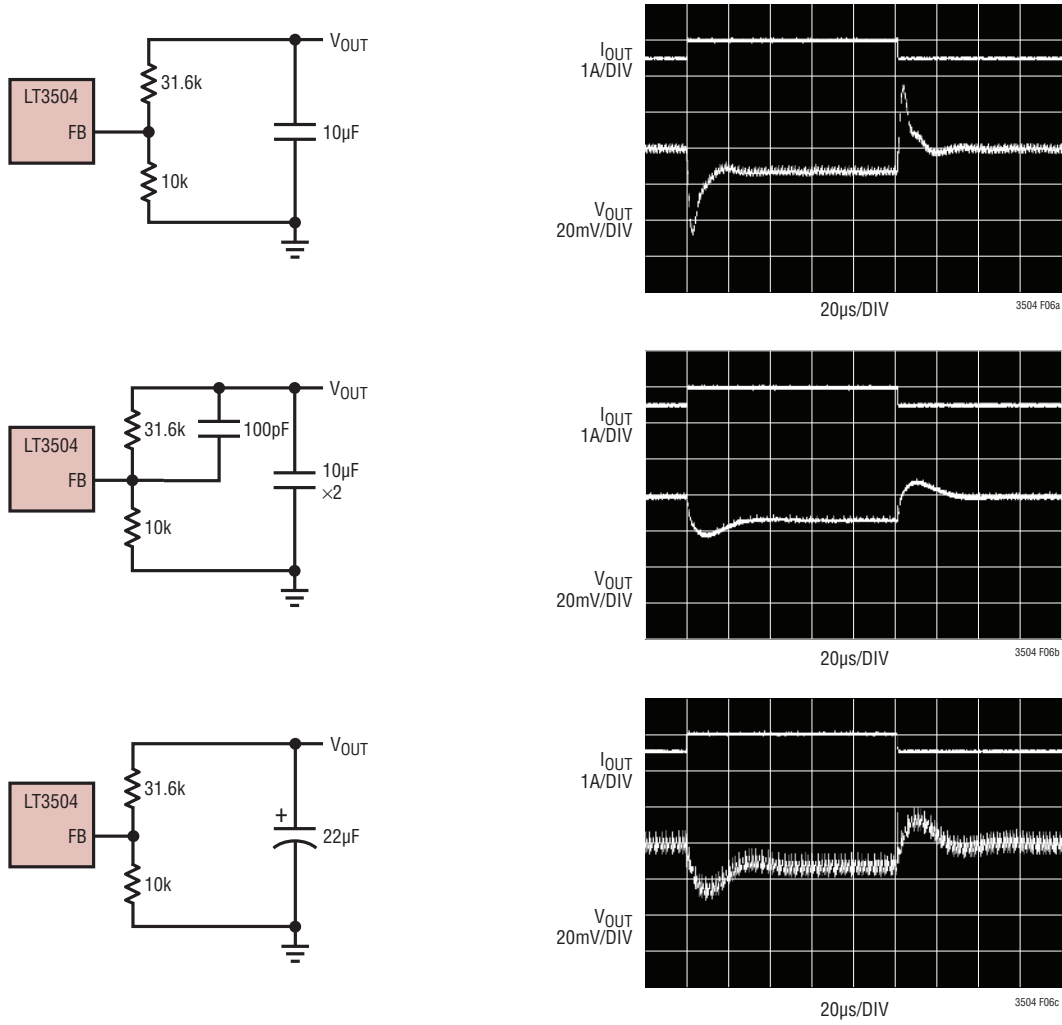 LT3504
FB
31.6k
10k
VOUT
10µF
IOUT
1A/DIV
VOUT
20mV/DIV
20µs/DIV
3504 F06a
LT3504
FB
31.6k
10k
100pF
VOUT
10µF
×2
IOUT
1A/DIV
VOUT
20mV/DIV
20µs/DIV
3504 F06b
LT3504
FB
31.6k
10k
VOUT
+
22µF
IOUT
1A/DIV
VOUT
20mV/DIV
20µs/DIV
3504 F06c